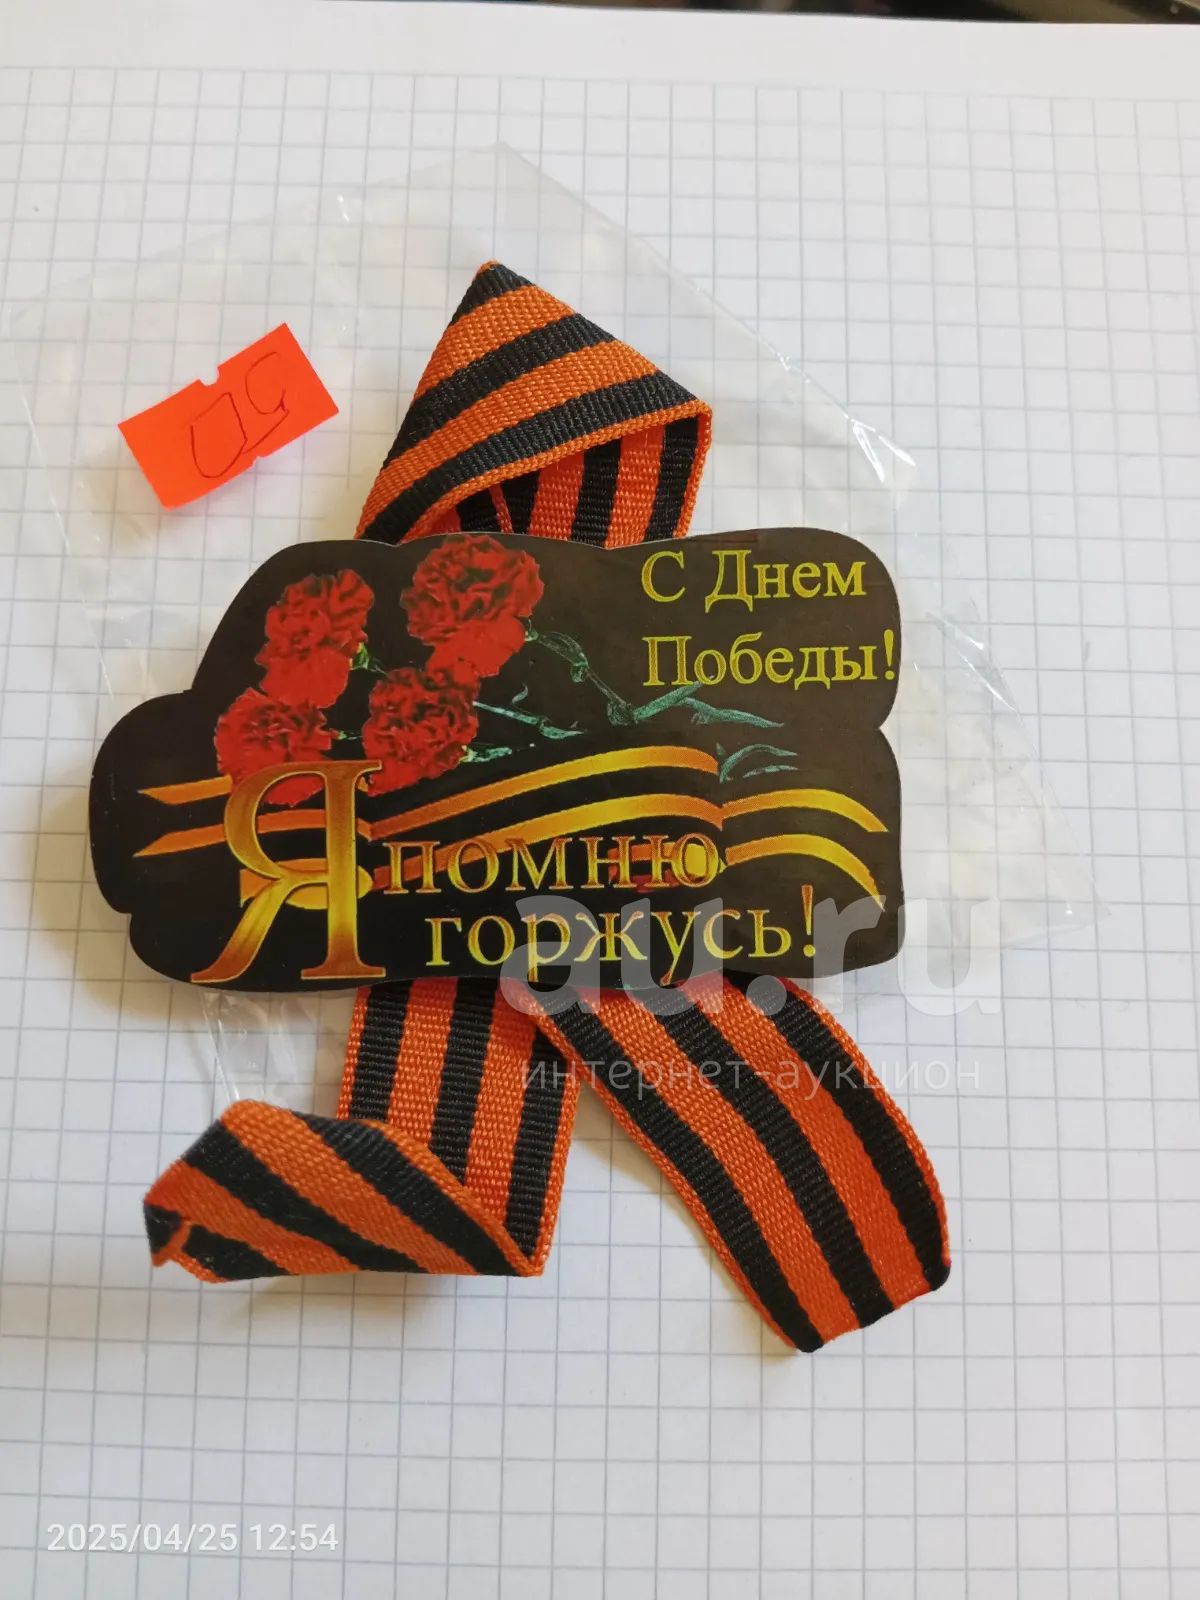 С Днем
Победы!
Я помню
горжусь!
au.ru
интернет-аукцион
2025/04/25 12:54